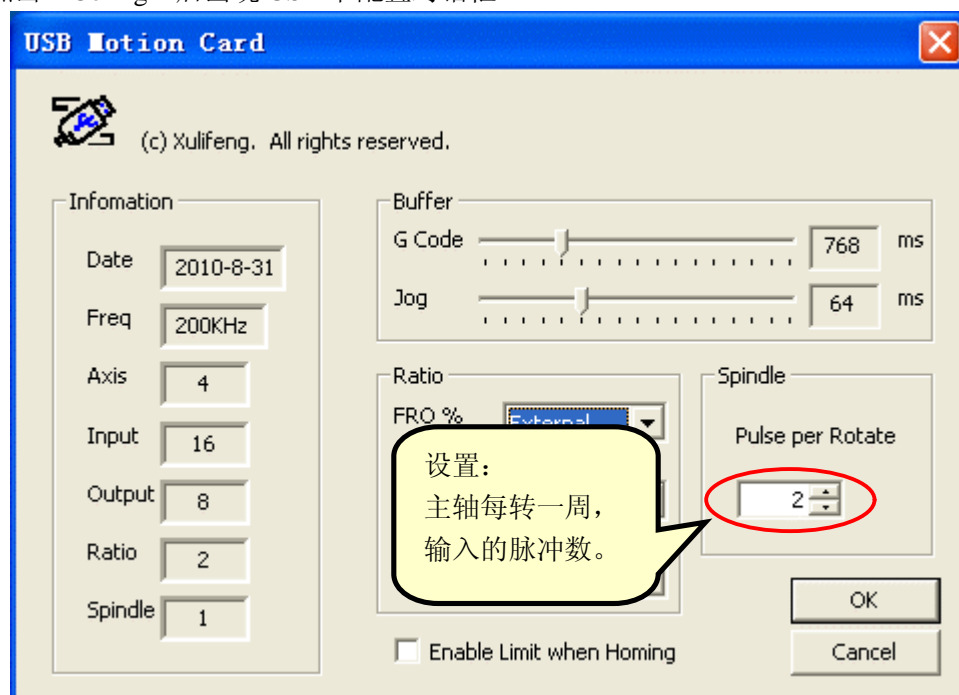 USB Motion Card
(c) Xulifeng. All rights reserved.
Infomation
Date 2010-8-31
Freq 200KHz
Axis 4
Input 16
Output 8
Ratio 2
Spindle 1
Buffer
G Code 768 ms
Jog 64 ms
Ratio
FRO % External
设置：
主轴每转一周，
输入的脉冲数。
Spindle
Pulse per Rotate
2
Enable Limit when Homing
OK
Cancel